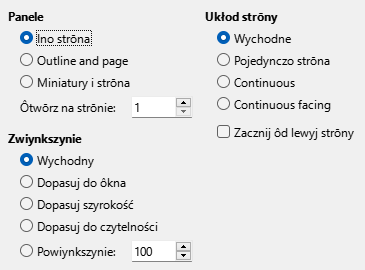 Panele
Ino strōna
Outline and page
Miniatury i strōna
Ôtwōrz na strōnie: 1
Zwiynkszynie
Wychodny
Dopasuj do ôkna
Dopasuj szyrokość
Dopasuj do czytelności
Powiynkszynie: 100
Ukłod strōny
Wychodne
Pojedynczo strōna
Continuous
Continuous facing
Zacznij ôd lewyj strōny